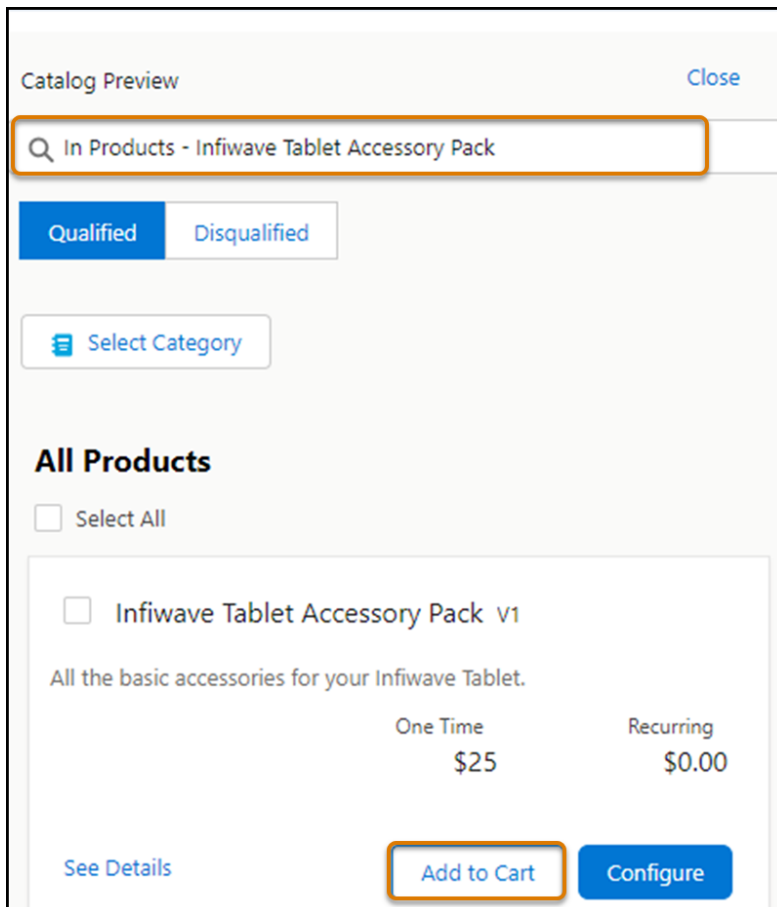 Catalog Preview Close
In Products - Infiwave Tablet Accessory Pack
Qualified Disqualified
Select Category
All Products
Select All
Infiwave Tablet Accessory Pack V1
All the basic accessories for your Infiwave Tablet.
One Time Recurring
$25 $0.00
See Details Add to Cart Configure